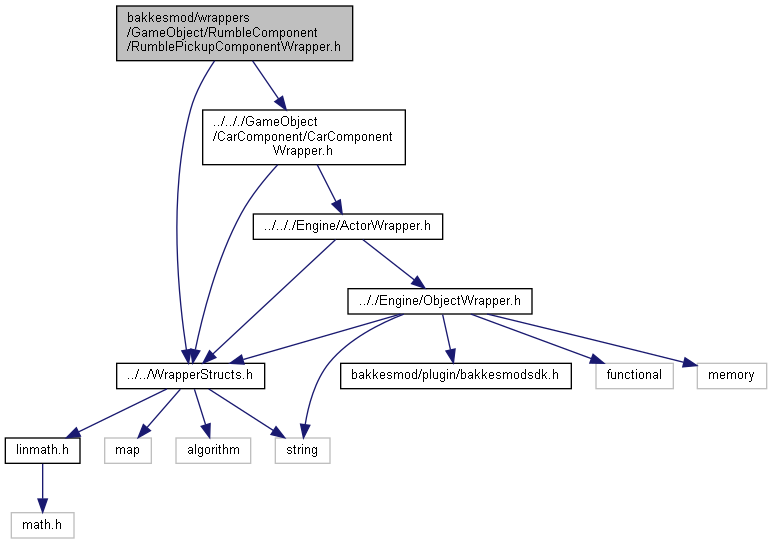 bakkesmod/wrappers
/GameObject/RumbleComponent
/RumblePickupComponentWrapper.h
../../../GameObject
/CarComponent/CarComponent
Wrapper.h
../../../Engine/ActorWrapper.h
../../Engine/ObjectWrapper.h
../../WrapperStructs.h
bakkesmod/plugin/bakkesmodsdk.h
functional
memory
linmath.h
map
algorithm
string
math.h